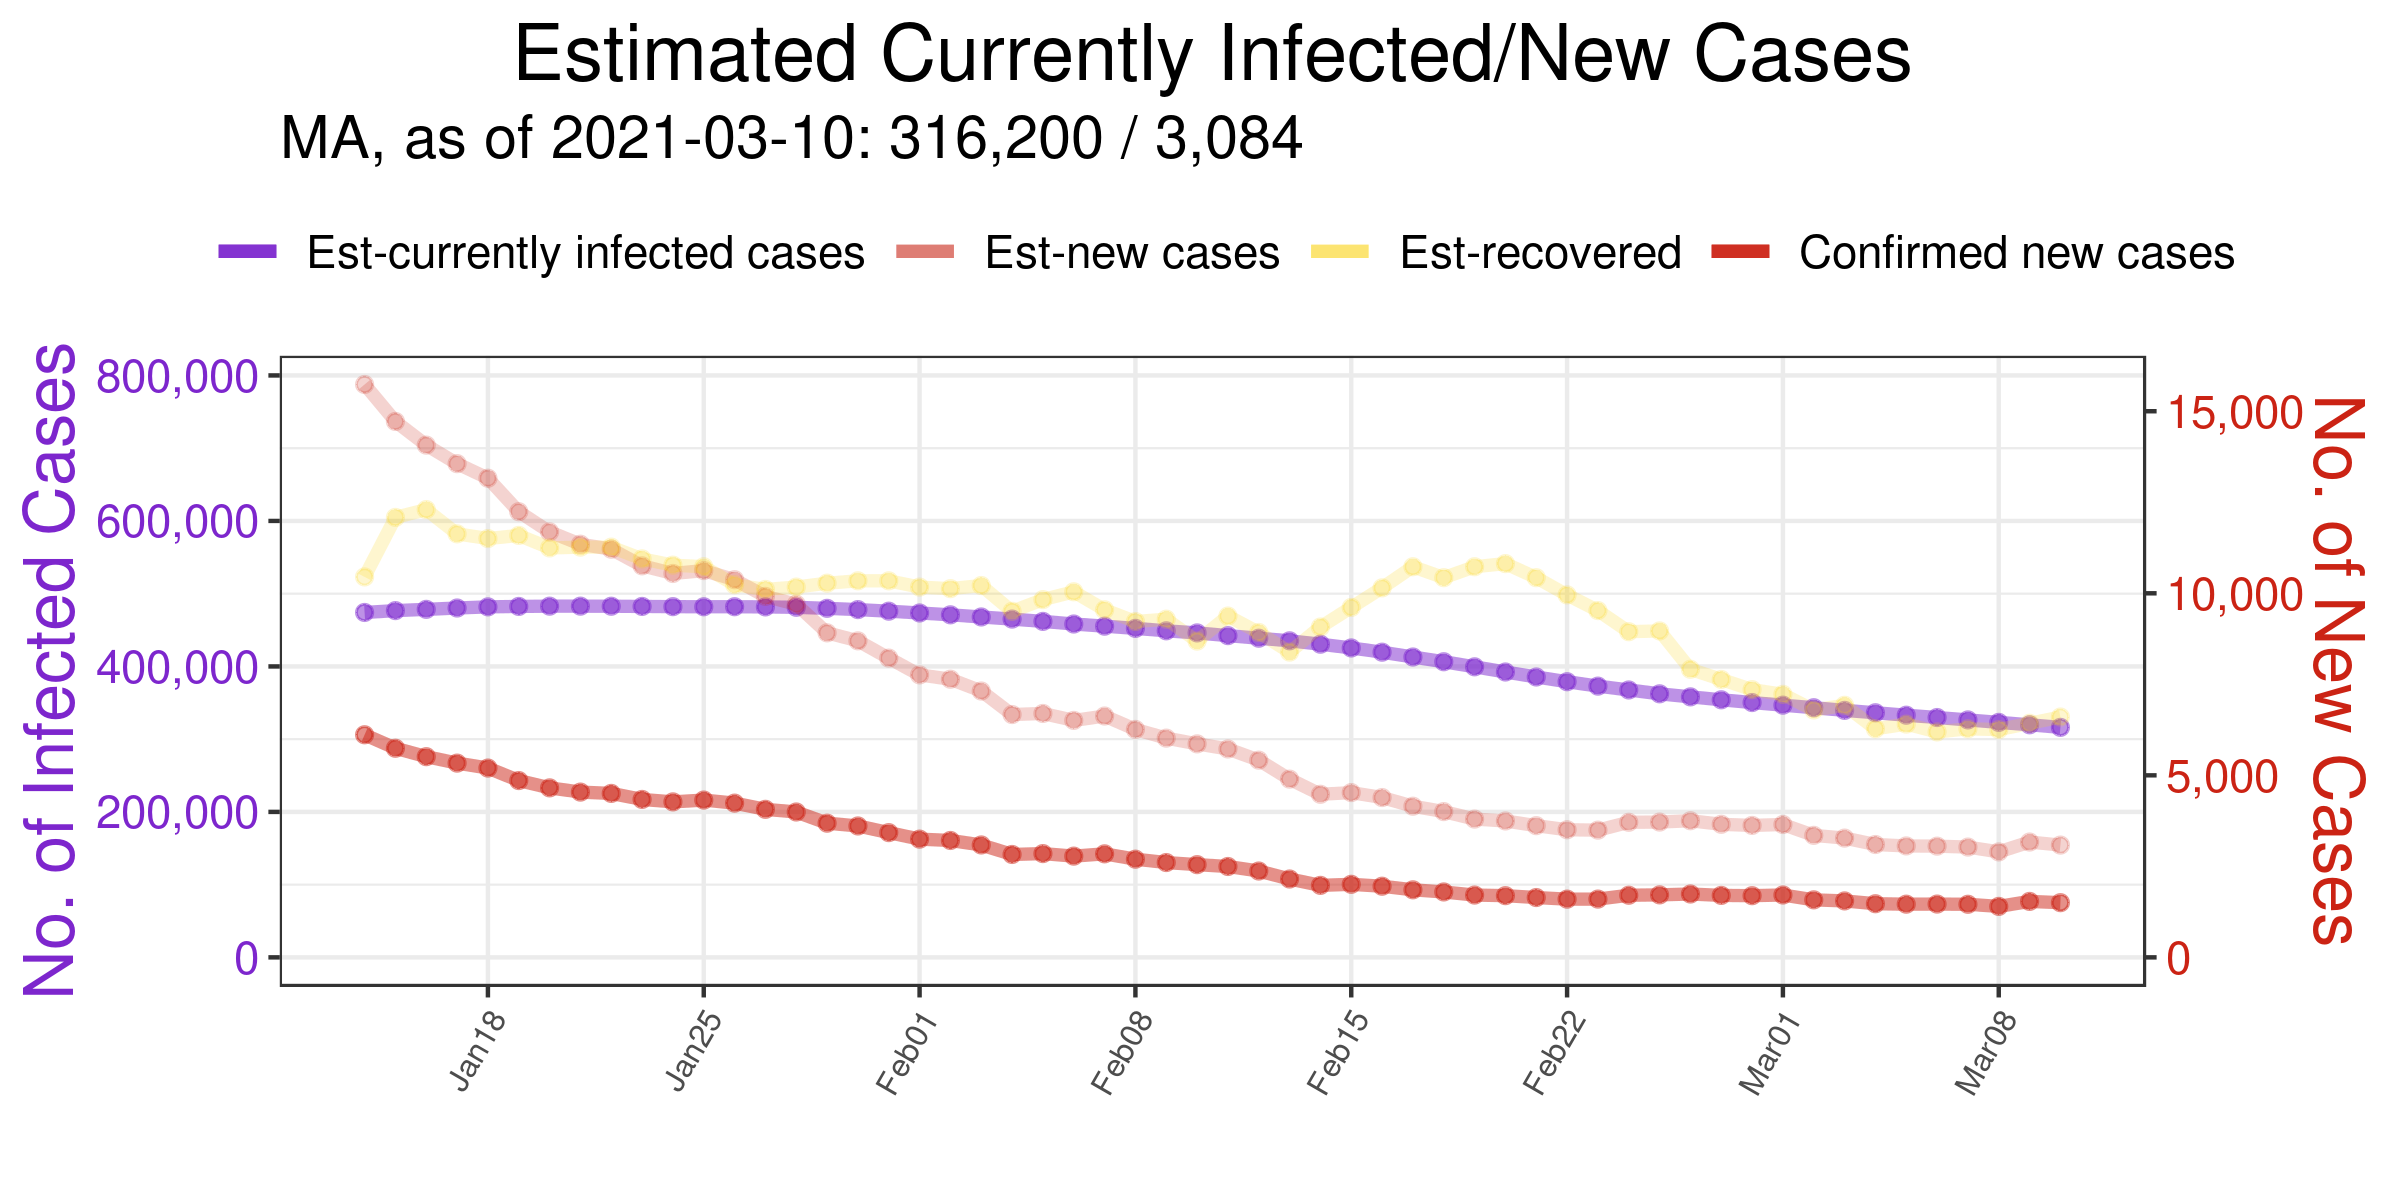 Estimated Currently Infected/New Cases
MA, as of 2021-03-10: 316,200 / 3,084
Est-currently infected cases
Est-new cases
Est-recovered
Confirmed new cases
No. of Infected Cases
800,000
600,000
400,000
200,000
0
15,000
10,000
5,000
0
No. of New Cases
Jan18
Jan25
Feb01
Feb08
Feb15
Feb22
Mar01
Mar08